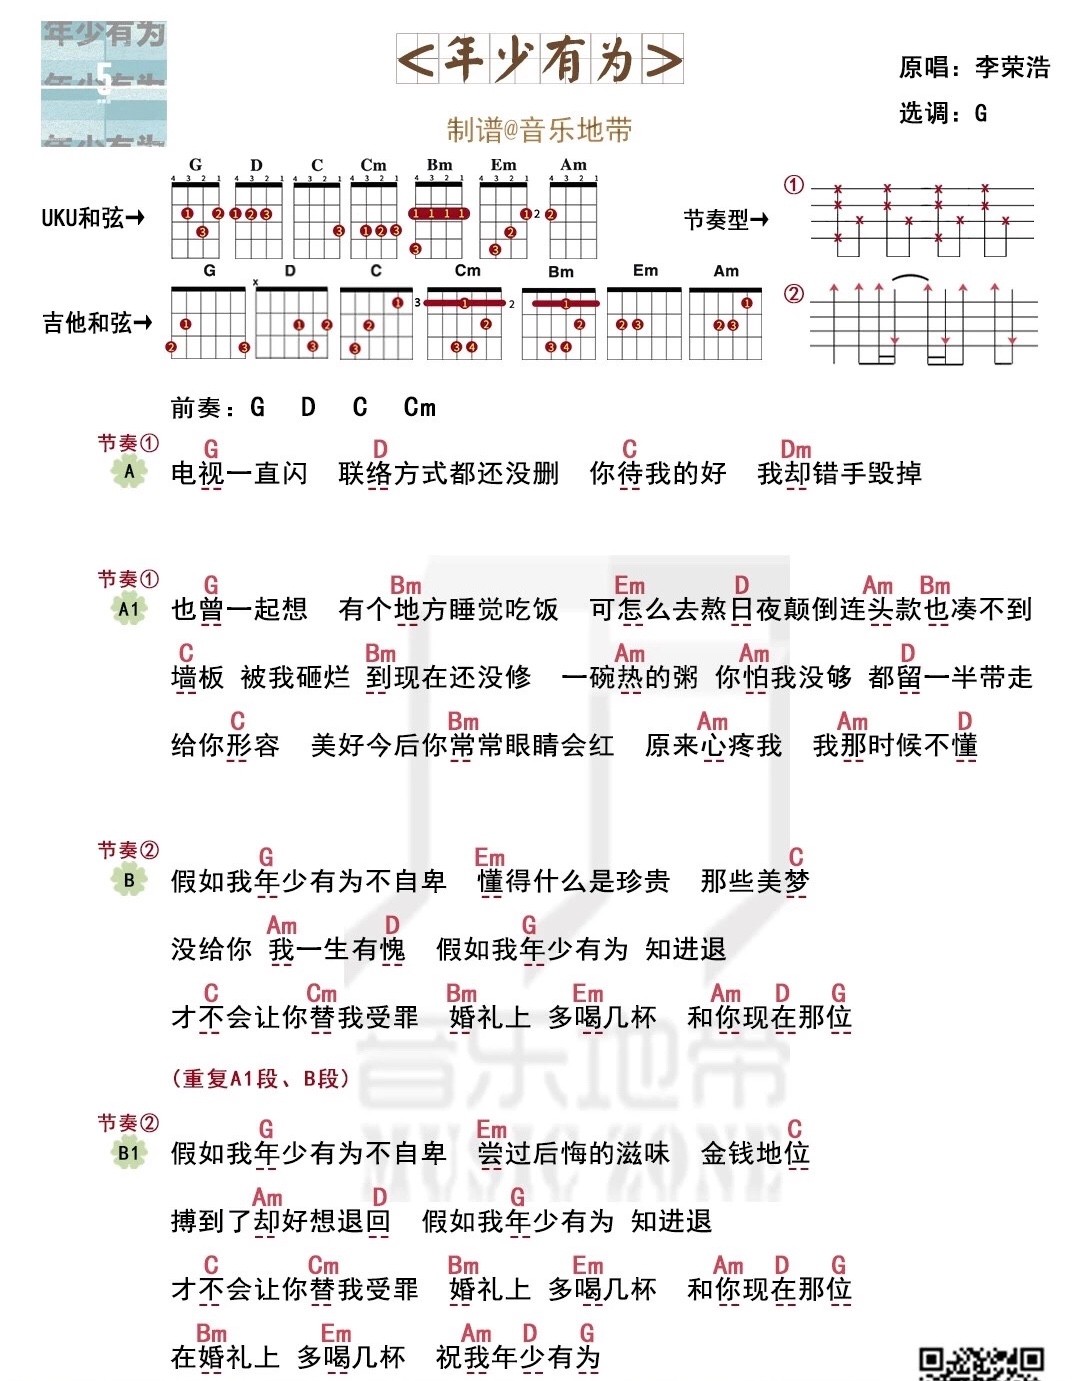 年少有为
5
<年少有为>
原唱：李荣浩
选调：G
制谱@音乐地带
G D C Cm Bm Em Am
UKU和弦→
节奏型→
①
②
G D C Cm Bm Em Am
吉他和弦→
前奏：G D C Cm
节奏①
G D C Dm
A 电视一直闪 联络方式都还没删 你待我的好 我却错手毁掉
节奏①
G Bm Em D Am Bm
A1 也曾一起想 有个地方睡觉吃饭 可怎么去熬日夜颠倒连头款也凑不到
C Bm Am Am D
墙板 被我砸烂 到现在还没修 一碗热的粥 你怕我没够 都留一半带走
C Bm Am Am D
给你形容 美好今后你常常眼睛会红 原来心疼我 我那时候不懂
节奏②
G Em C
B 假如我年少有为不自卑 懂得什么是珍贵 那些美梦
Am D G
没给你 我一生有愧 假如我年少有为 知进退
C Cm Bm Em Am D G
才不会让你替我受罪 婚礼上 多喝几杯 和你现在那位
(重复A1段、B段)
节奏②
G Em C
B1 假如我年少有为不自卑 尝过后悔的滋味 金钱地位
Am D G
搏到了却好想退回 假如我年少有为 知进退
C Cm Bm Em Am D G
才不会让你替我受罪 婚礼上 多喝几杯 和你现在那位
Bm Em Am D G
在婚礼上 多喝几杯 祝我年少有为
音乐地带
MUSIC ZONE